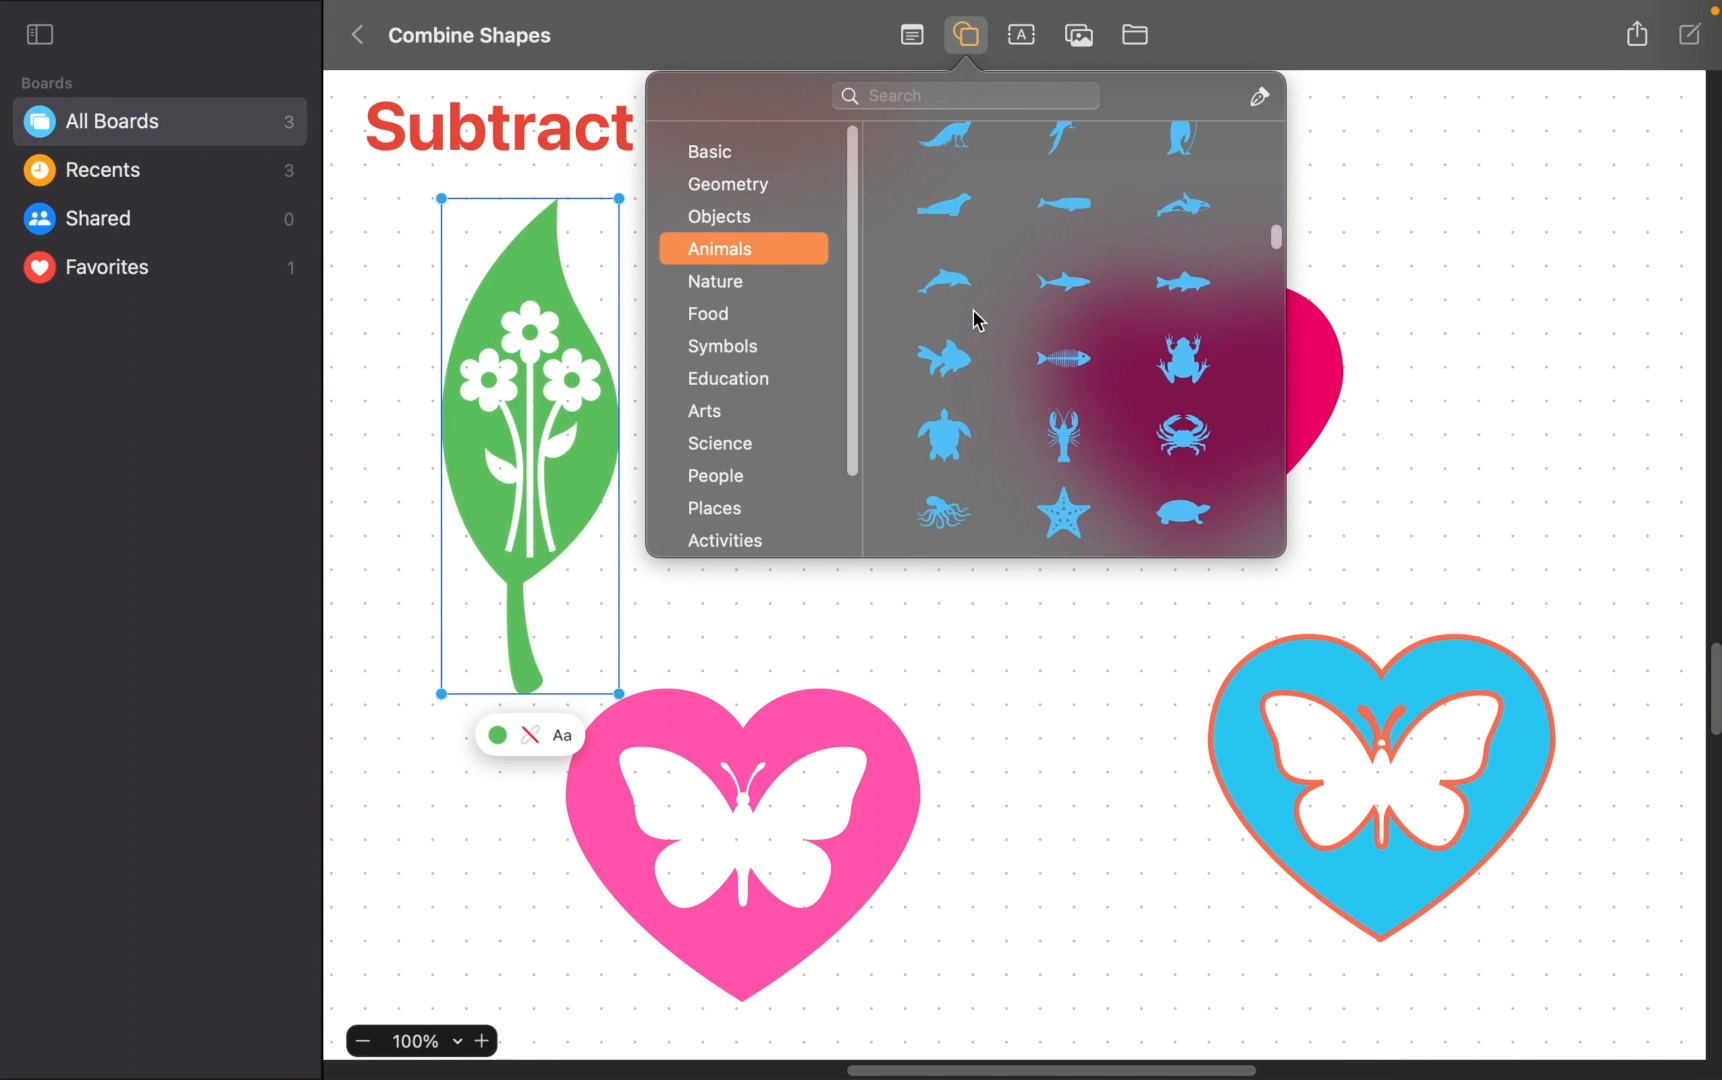 Combine Shapes
Boards
All Boards 3
Recents 3
Shared 0
Favorites 1
Subtract
Search
Basic
Geometry
Objects
Animals
Nature
Food
Symbols
Education
Arts
Science
People
Places
Activities
A
Aa
100%